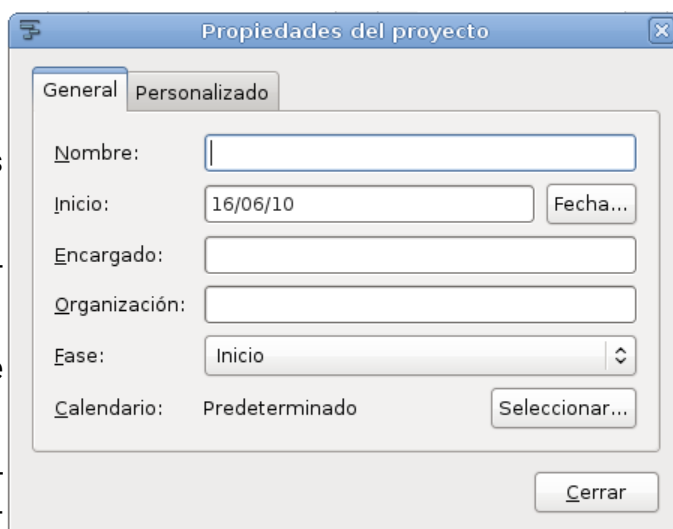 Propiedades del proyecto
General Personalizado
Nombre:
Inicio: 16/06/10 Fecha...
Encargado:
Organización:
Fase: Inicio
Calendario: Predeterminado Seleccionar...
Cerrar